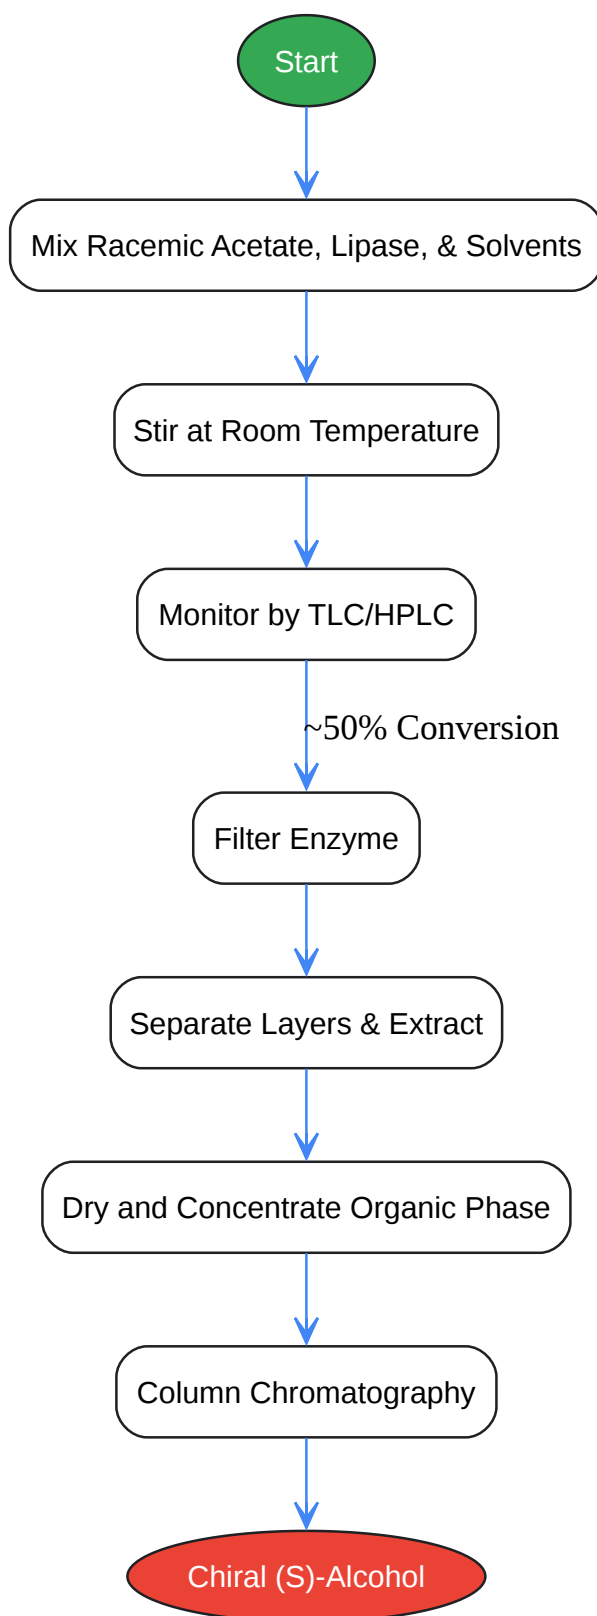 Start
Mix Racemic Acetate, Lipase, & Solvents
Stir at Room Temperature
Monitor by TLC/HPLC
~50% Conversion
Filter Enzyme
Separate Layers & Extract
Dry and Concentrate Organic Phase
Column Chromatography
Chiral (S)-Alcohol